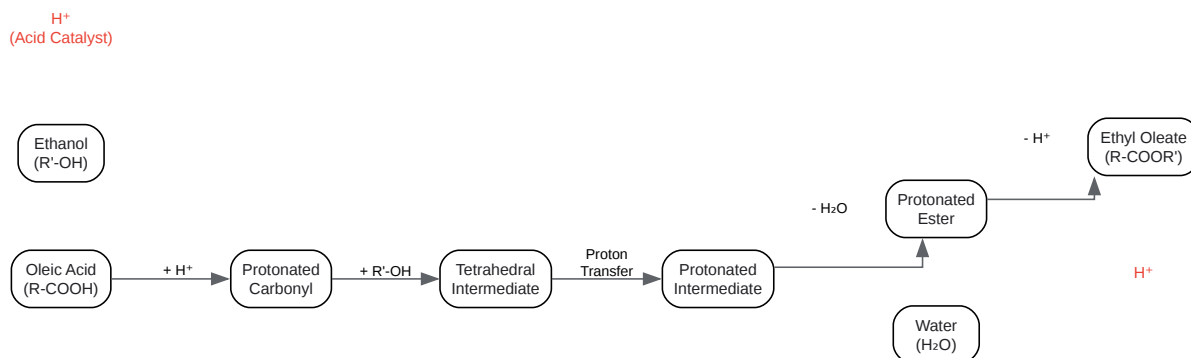 H⁺
(Acid Catalyst)
Ethanol
(R'-OH)
Oleic Acid
(R-COOH)
+ H⁺
Protonated
Carbonyl
+ R'-OH
Tetrahedral
Intermediate
Proton
Transfer
Protonated
Intermediate
- H₂O
Protonated
Ester
Water
(H₂O)
- H⁺
Ethyl Oleate
(R-COOR')
H⁺